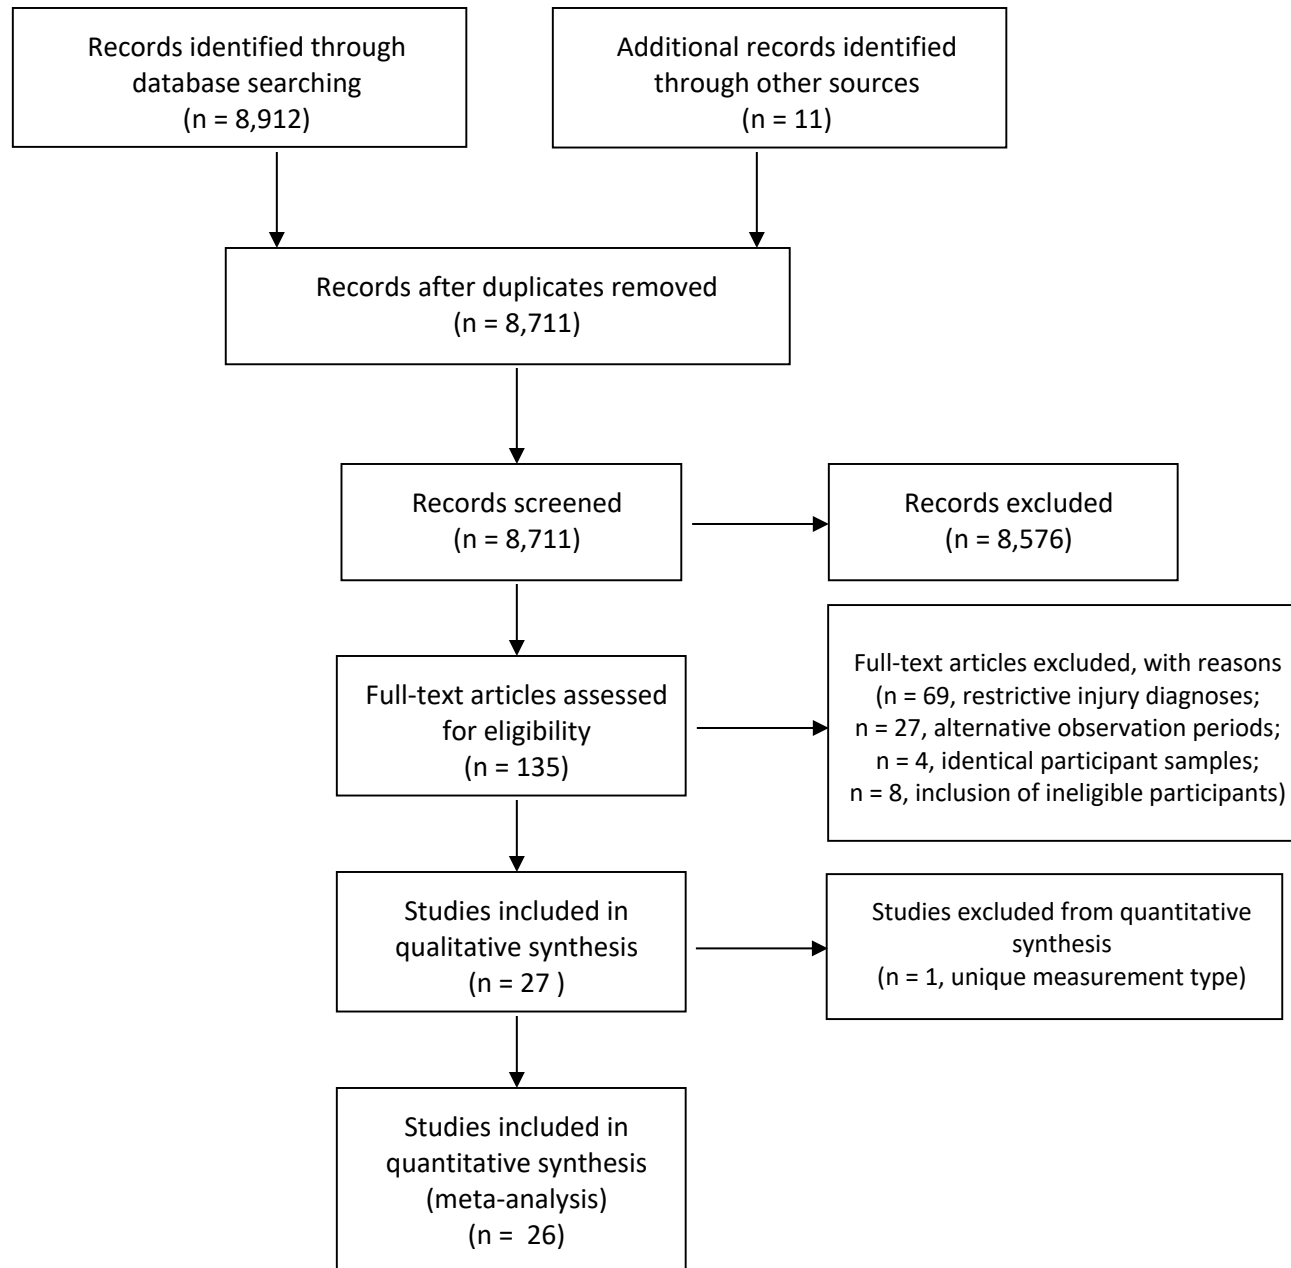 Records identified through
database searching
(n = 8,912)
Additional records identified
through other sources
(n = 11)
Records after duplicates removed
(n = 8,711)
Records screened
(n = 8,711)
Records excluded
(n = 8,576)
Full-text articles assessed
for eligibility
(n = 135)
Full-text articles excluded, with reasons
(n = 69, restrictive injury diagnoses;
n = 27, alternative observation periods;
n = 4, identical participant samples;
n = 8, inclusion of ineligible participants)
Studies included in
qualitative synthesis
(n = 27 )
Studies excluded from quantitative
synthesis
(n = 1, unique measurement type)
Studies included in
quantitative synthesis
(meta-analysis)
(n =  26)